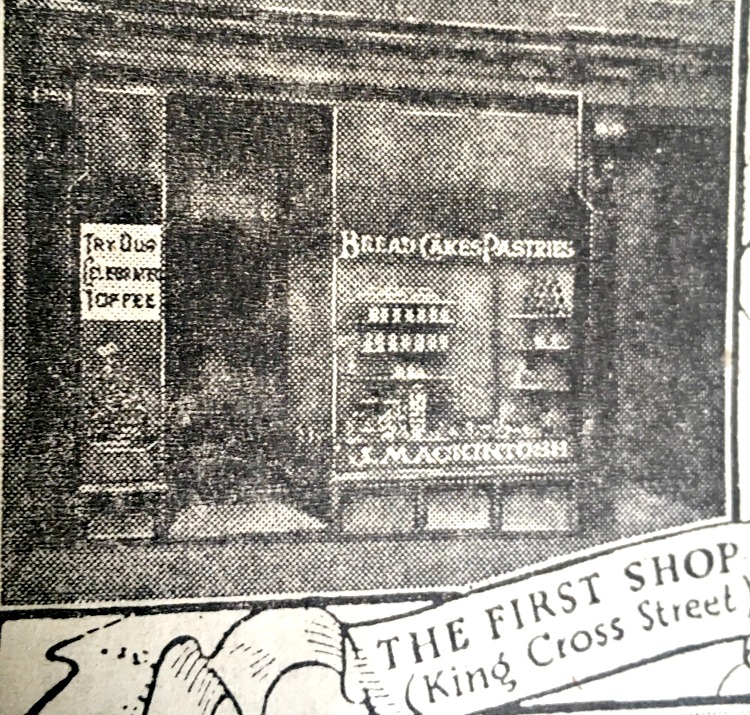 TRY OUR
CELEBRATED
TOFFEE
BREAD CAKES PASTRIES
J. MACKINTOSH
THE FIRST SHOP
(King Cross Street)